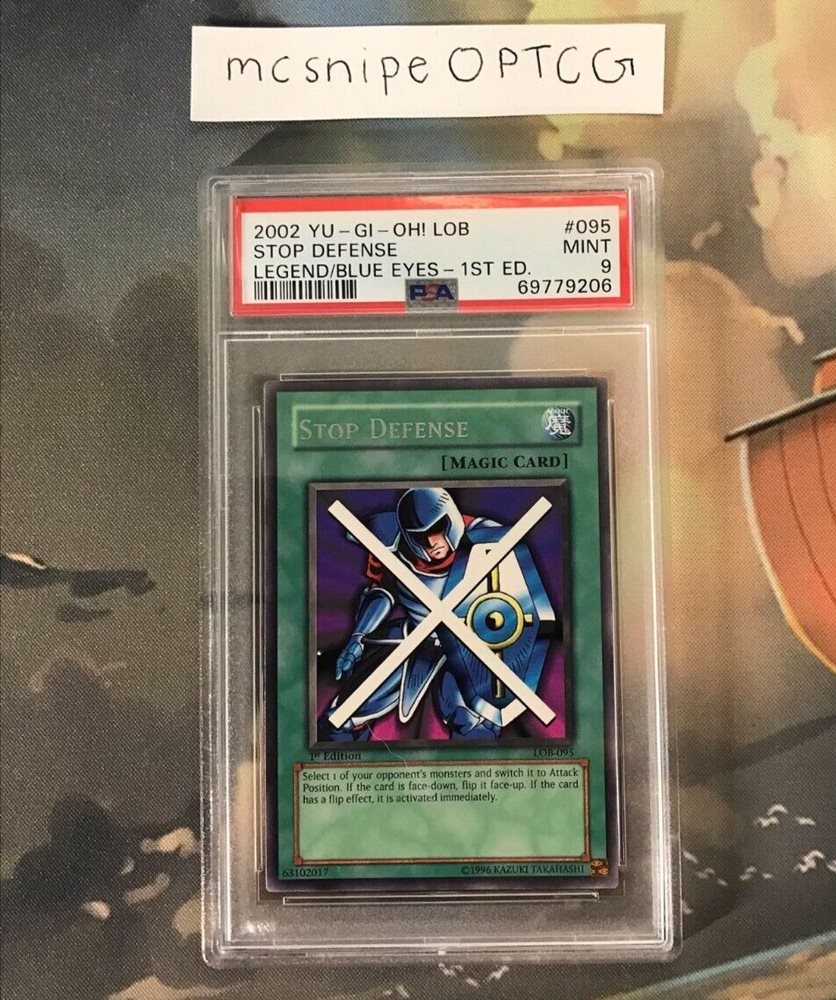 mcsnipeOPTCG
2002 YU-GI-OH! LOB #095
STOP DEFENSE MINT
LEGEND/BLUE EYES-1ST ED. 9
PSA 69779206
STOP DEFENSE
MAGIC
魔
[MAGIC CARD]
1st Edition LOB-095
Select 1 of your opponent's monsters and switch it to Attack
Position. If the card is face-down, flip it face-up. If the card
has a flip effect, it is activated immediately.
63102017 ©1996 KAZUKI TAKAHASHI